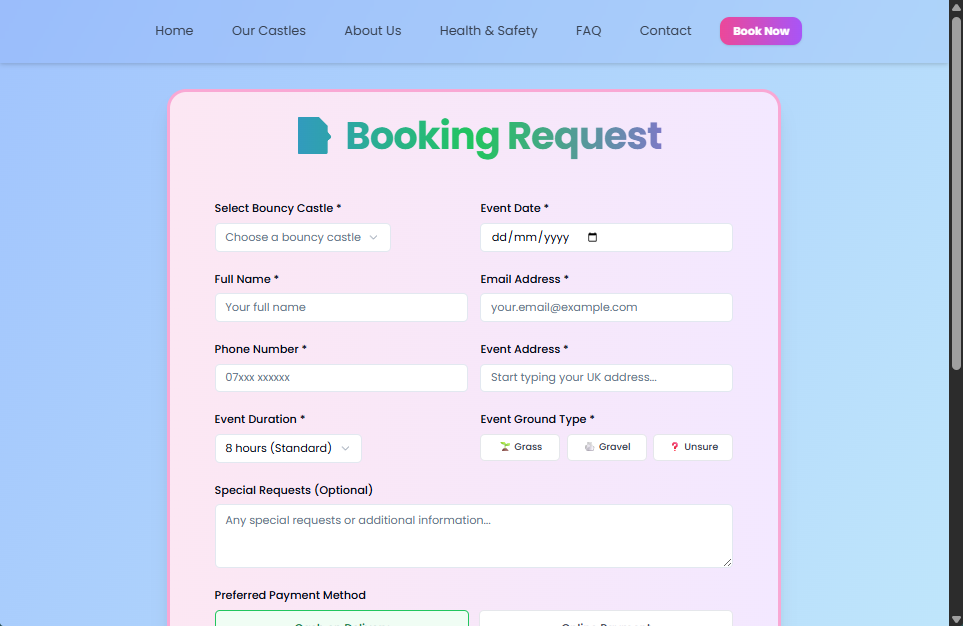 Home Our Castles About Us Health & Safety FAQ Contact Book Now
Booking Request
Select Bouncy Castle * Event Date *
Choose a bouncy castle dd/mm/yyyy
Full Name * Email Address *
Your full name your.email@example.com
Phone Number * Event Address *
07xxx xxxxxx Start typing your UK address...
Event Duration * Event Ground Type *
8 hours (Standard) Grass Gravel Unsure
Special Requests (Optional)
Any special requests or additional information...
Preferred Payment Method